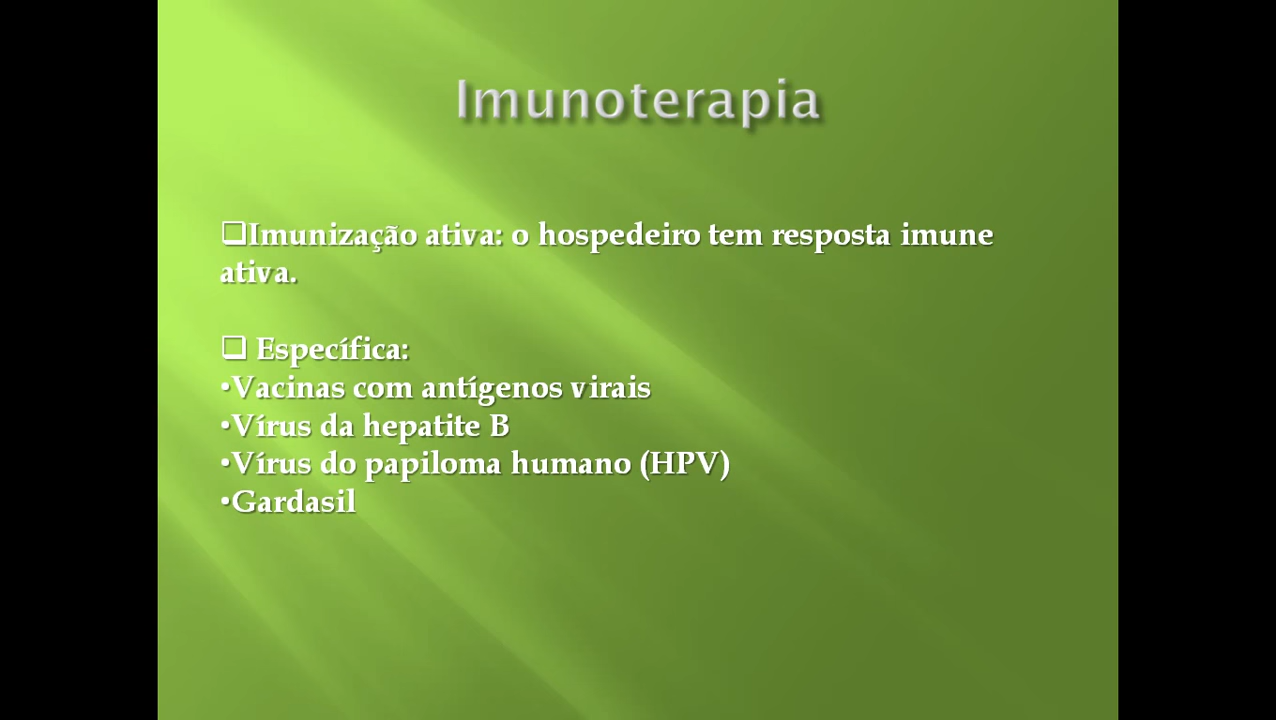 Imunoterapia
❑Imunização ativa: o hospedeiro tem resposta imune
ativa.
❑ Específica:
•Vacinas com antígenos virais
•Vírus da hepatite B
•Vírus do papiloma humano (HPV)
•Gardasil